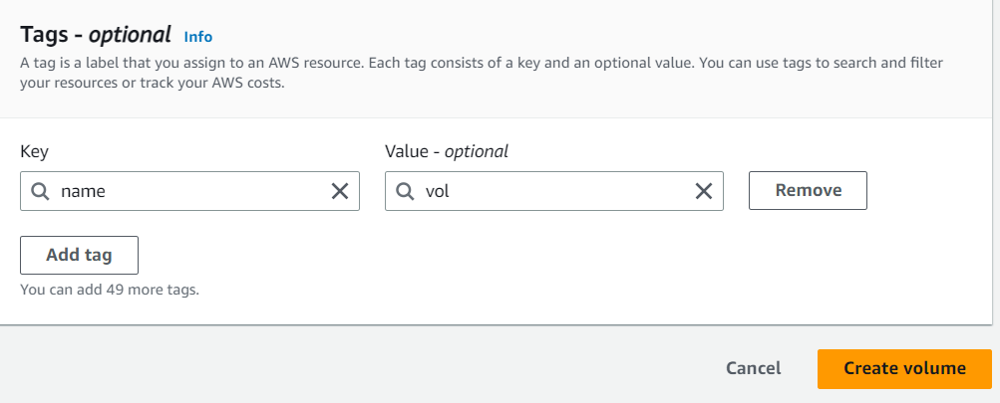 Tags - optional Info
A tag is a label that you assign to an AWS resource. Each tag consists of a key and an optional value. You can use tags to search and filter
your resources or track your AWS costs.
Key
Value - optional
name
vol
Remove
Add tag
You can add 49 more tags.
Cancel
Create volume